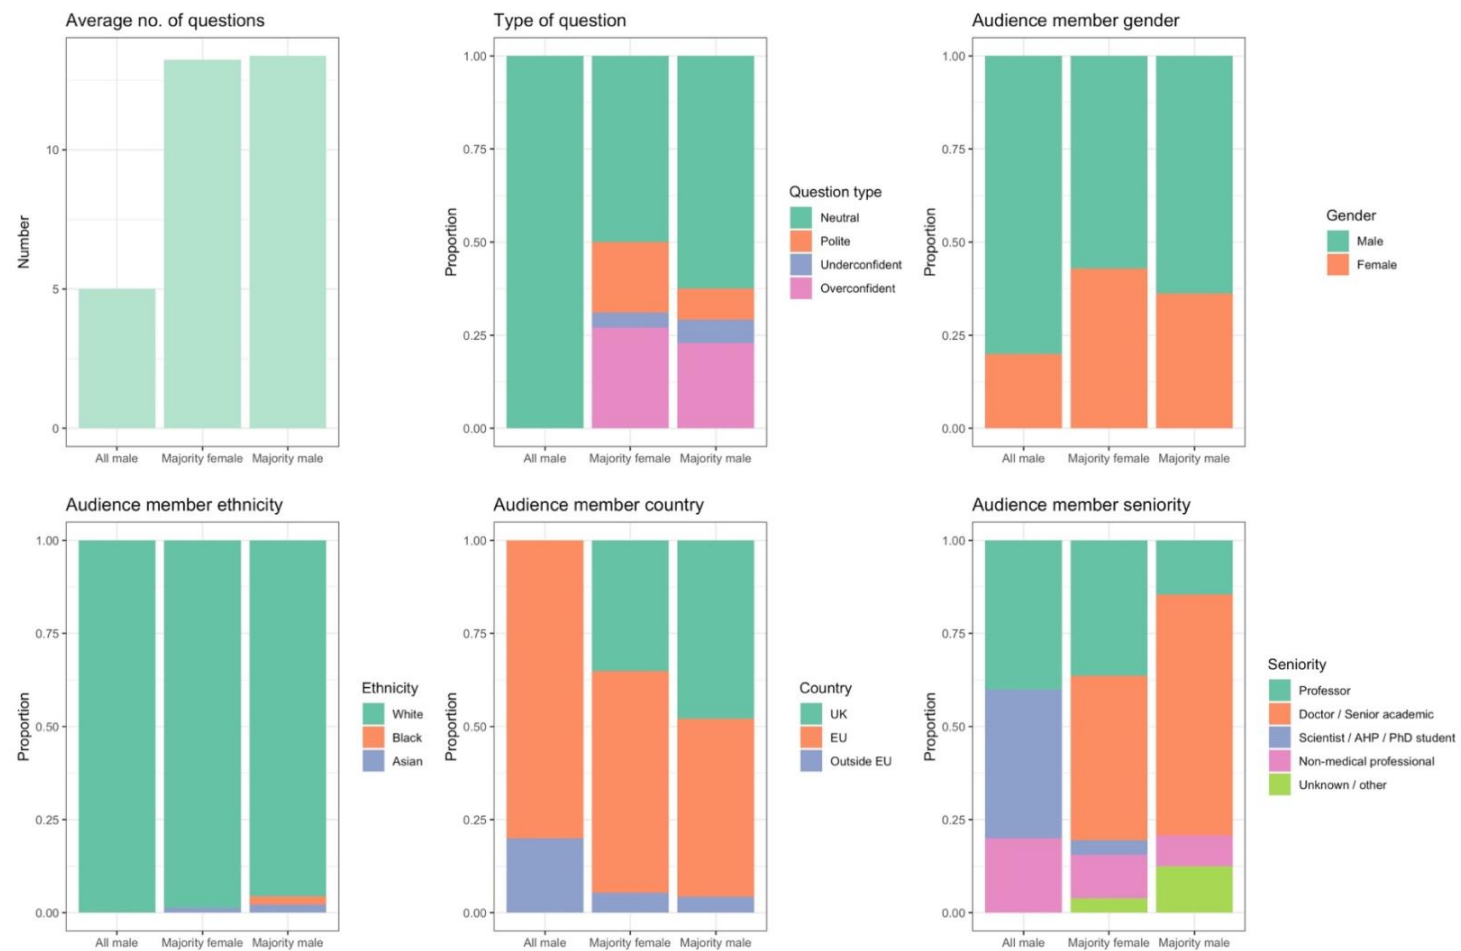 Average no. of questions
Number
10
5
0
All male Majority female Majority male
Type of question
Proportion
1.00
0.75
0.50
0.25
0.00
All male Majority female Majority male
Question type
Neutral
Polite
Underconfident
Overconfident
Audience member gender
Proportion
1.00
0.75
0.50
0.25
0.00
All male Majority female Majority male
Gender
Male
Female
Audience member ethnicity
Proportion
1.00
0.75
0.50
0.25
0.00
All male Majority female Majority male
Ethnicity
White
Black
Asian
Audience member country
Proportion
1.00
0.75
0.50
0.25
0.00
All male Majority female Majority male
Country
UK
EU
Outside EU
Audience member seniority
Proportion
1.00
0.75
0.50
0.25
0.00
All male Majority female Majority male
Seniority
Professor
Doctor / Senior academic
Scientist / AHP / PhD student
Non-medical professional
Unknown / other